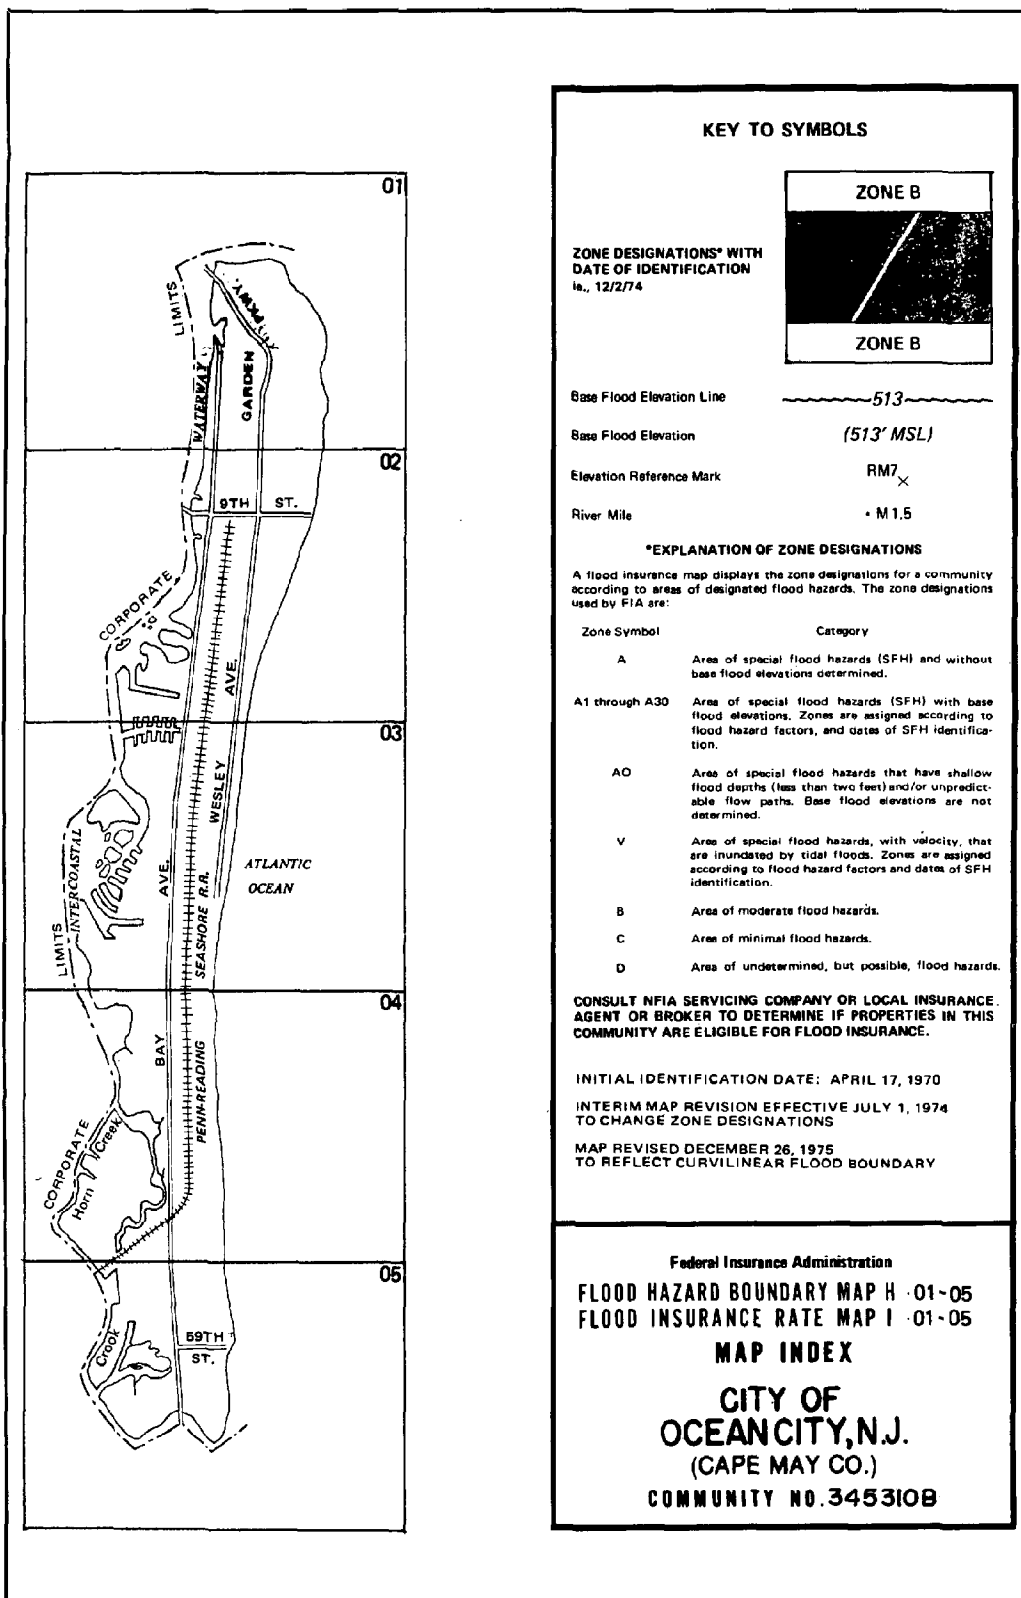 01
LIMITS
PKWY.
GARDEN
WATERWAY
02
9TH ST.
CORPORATE
AVE.
03
WESLEY
ATLANTIC
OCEAN
AVE.
SEASHORE R.R.
INTERCOASTAL
LIMITS
04
BAY
PENN-READING
CORPORATE
Horn Creek
05
59TH
ST.
Crook
KEY TO SYMBOLS
ZONE B
ZONE DESIGNATIONS* WITH
DATE OF IDENTIFICATION
ie., 12/2/74
ZONE B
Base Flood Elevation Line 513
Base Flood Elevation (513' MSL)
Elevation Reference Mark RM7
River Mile • M1.5
*EXPLANATION OF ZONE DESIGNATIONS
A flood insurance map displays the zone designations for a community
according to areas of designated flood hazards. The zone designations
used by FIA are:
Zone Symbol Category
A Area of special flood hazards (SFH) and without
base flood elevations determined.
A1 through A30 Area of special flood hazards (SFH) with base
flood elevations. Zones are assigned according to
flood hazard factors, and dates of SFH identifica-
tion.
AO Area of special flood hazards that have shallow
flood depths (less than two feet) and/or unpredict-
able flow paths. Base flood elevations are not
determined.
V Area of special flood hazards, with velocity, that
are inundated by tidal floods. Zones are assigned
according to flood hazard factors and dates of SFH
identification.
B Area of moderate flood hazards.
C Area of minimal flood hazards.
D Area of undetermined, but possible, flood hazards.
CONSULT NFIA SERVICING COMPANY OR LOCAL INSURANCE
AGENT OR BROKER TO DETERMINE IF PROPERTIES IN THIS
COMMUNITY ARE ELIGIBLE FOR FLOOD INSURANCE.
INITIAL IDENTIFICATION DATE: APRIL 17, 1970
INTERIM MAP REVISION EFFECTIVE JULY 1, 1974
TO CHANGE ZONE DESIGNATIONS
MAP REVISED DECEMBER 26, 1975
TO REFLECT CURVILINEAR FLOOD BOUNDARY
Federal Insurance Administration
FLOOD HAZARD BOUNDARY MAP H 01-05
FLOOD INSURANCE RATE MAP I 01-05
MAP INDEX
CITY OF
OCEAN CITY, N.J.
(CAPE MAY CO.)
COMMUNITY NO. 345310B